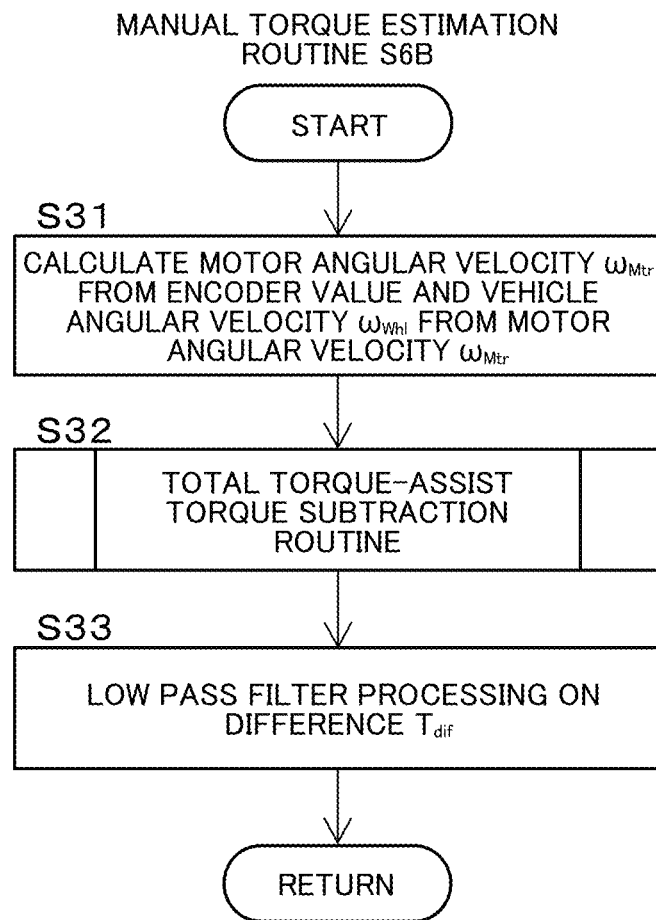 MANUAL TORQUE ESTIMATION
ROUTINE S6B
START
S31
CALCULATE MOTOR ANGULAR VELOCITY ωMtr
FROM ENCODER VALUE AND VEHICLE
ANGULAR VELOCITY ωWhl FROM MOTOR
ANGULAR VELOCITY ωMtr
S32
TOTAL TORQUE-ASSIST
TORQUE SUBTRACTION
ROUTINE
S33
LOW PASS FILTER PROCESSING ON
DIFFERENCE Tdif
RETURN